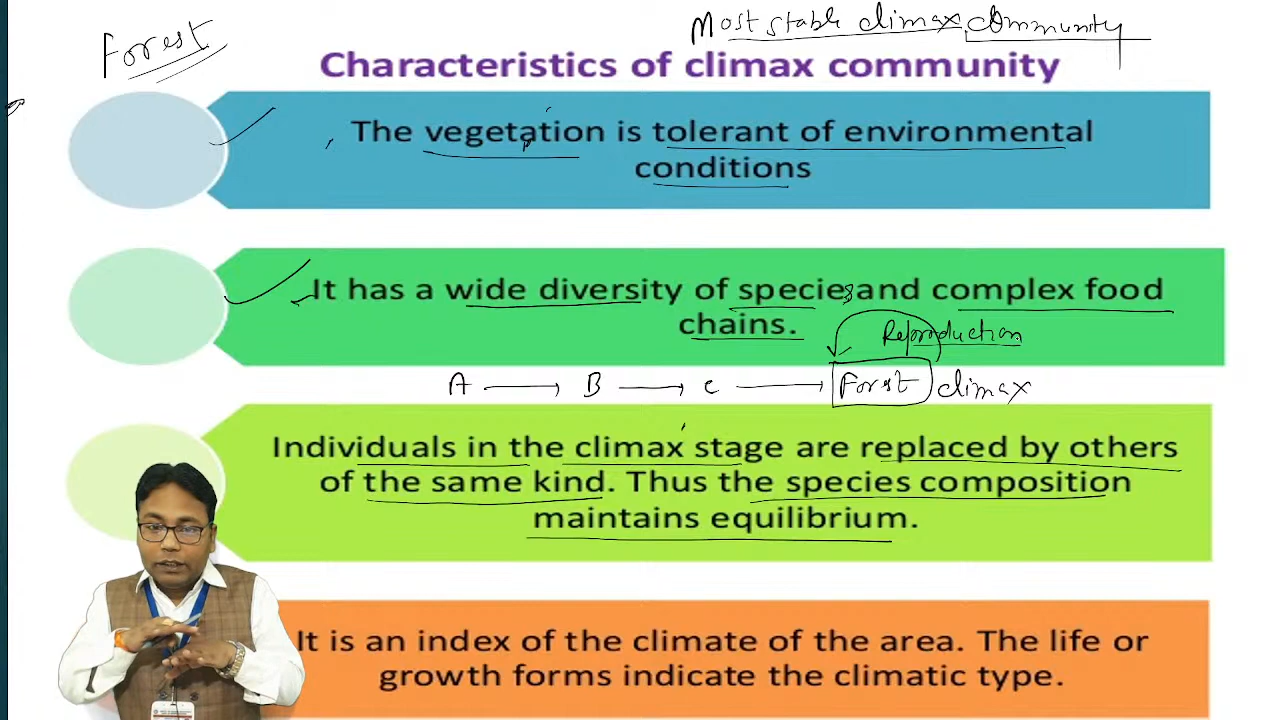 Forest
Most stable climax community
Characteristics of climax community
The vegetation is tolerant of environmental
conditions
It has a wide diversity of species and complex food
chains.
Reproduction
A → B → C → Forest climax
Individuals in the climax stage are replaced by others
of the same kind. Thus the species composition
maintains equilibrium.
It is an index of the climate of the area. The life or
growth forms indicate the climatic type.